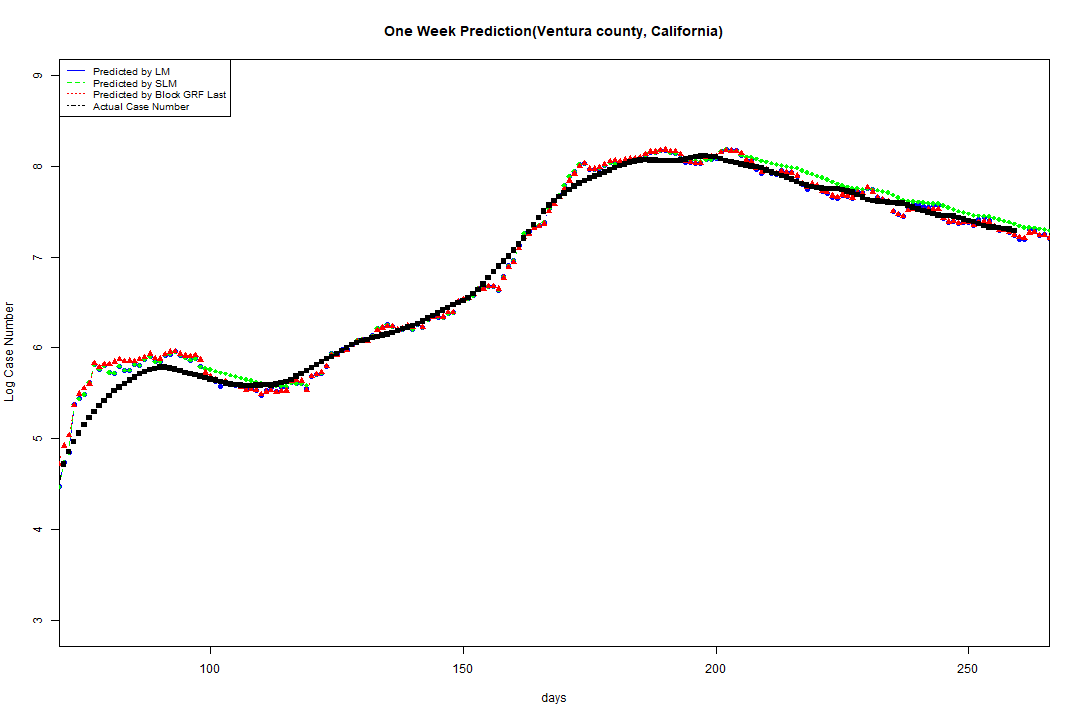 One Week Prediction(Ventura county, California)
Predicted by LM
Predicted by SLM
Predicted by Block GRF Last
Actual Case Number
9
8
7
6
5
4
3
Log Case Number
100 150 200 250
days